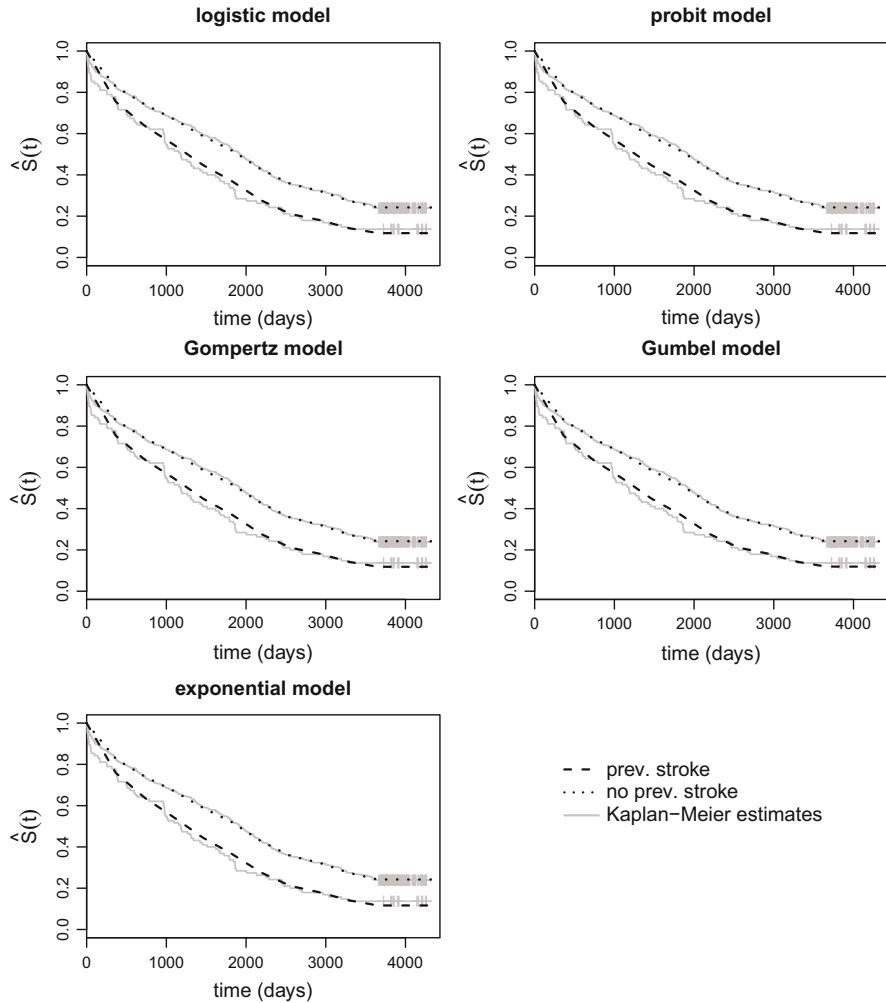 logistic model
Ŝ(t)
1.0
0.8
0.6
0.4
0.2
0.0
0 1000 2000 3000 4000
time (days)
probit model
Ŝ(t)
1.0
0.8
0.6
0.4
0.2
0.0
0 1000 2000 3000 4000
time (days)
Gompertz model
Ŝ(t)
1.0
0.8
0.6
0.4
0.2
0.0
0 1000 2000 3000 4000
time (days)
Gumbel model
Ŝ(t)
1.0
0.8
0.6
0.4
0.2
0.0
0 1000 2000 3000 4000
time (days)
exponential model
Ŝ(t)
1.0
0.8
0.6
0.4
0.2
0.0
0 1000 2000 3000 4000
time (days)
prev. stroke
no prev. stroke
Kaplan−Meier estimates